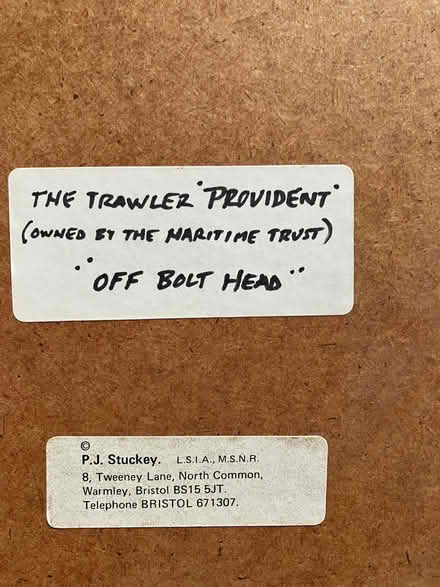 THE TRAWLER "PROVIDENT"
(OWNED BY THE MARITIME TRUST)
"OFF BOLT HEAD"
©
P.J. Stuckey. L.S.I.A., M.S.N.R.
8, Tweeney Lane, North Common,
Warmley, Bristol BS15 5JT.
Telephone BRISTOL 671307.